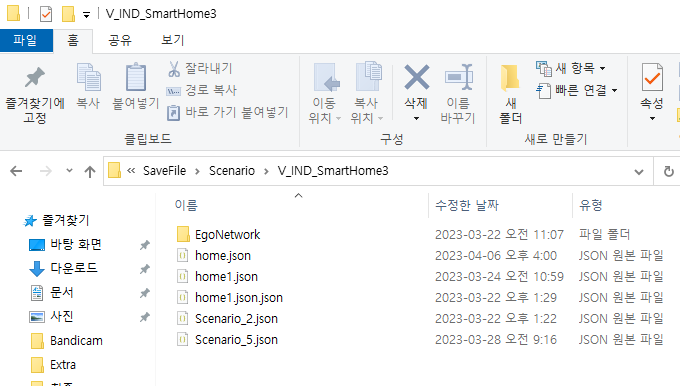 V_IND_SmartHome3
파일 홈 공유 보기
즐겨찾기에 고정
복사
붙여넣기
잘라내기
경로 복사
바로 가기 붙여넣기
클립보드
이동 위치
복사 위치
삭제
이름 바꾸기
구성
새 폴더
새 항목
빠른 연결
새로 만들기
속성
SaveFile Scenario V_IND_SmartHome3
즐겨찾기
바탕 화면
다운로드
문서
사진
Bandicam
Extra
이름 수정한 날짜 유형
EgoNetwork 2023-03-22 오전 11:07 파일 폴더
home.json 2023-04-06 오후 4:00 JSON 원본 파일
home1.json 2023-03-24 오전 10:59 JSON 원본 파일
home1.json.json 2023-03-22 오후 1:29 JSON 원본 파일
Scenario_2.json 2023-03-22 오후 1:22 JSON 원본 파일
Scenario_5.json 2023-03-28 오전 9:16 JSON 원본 파일